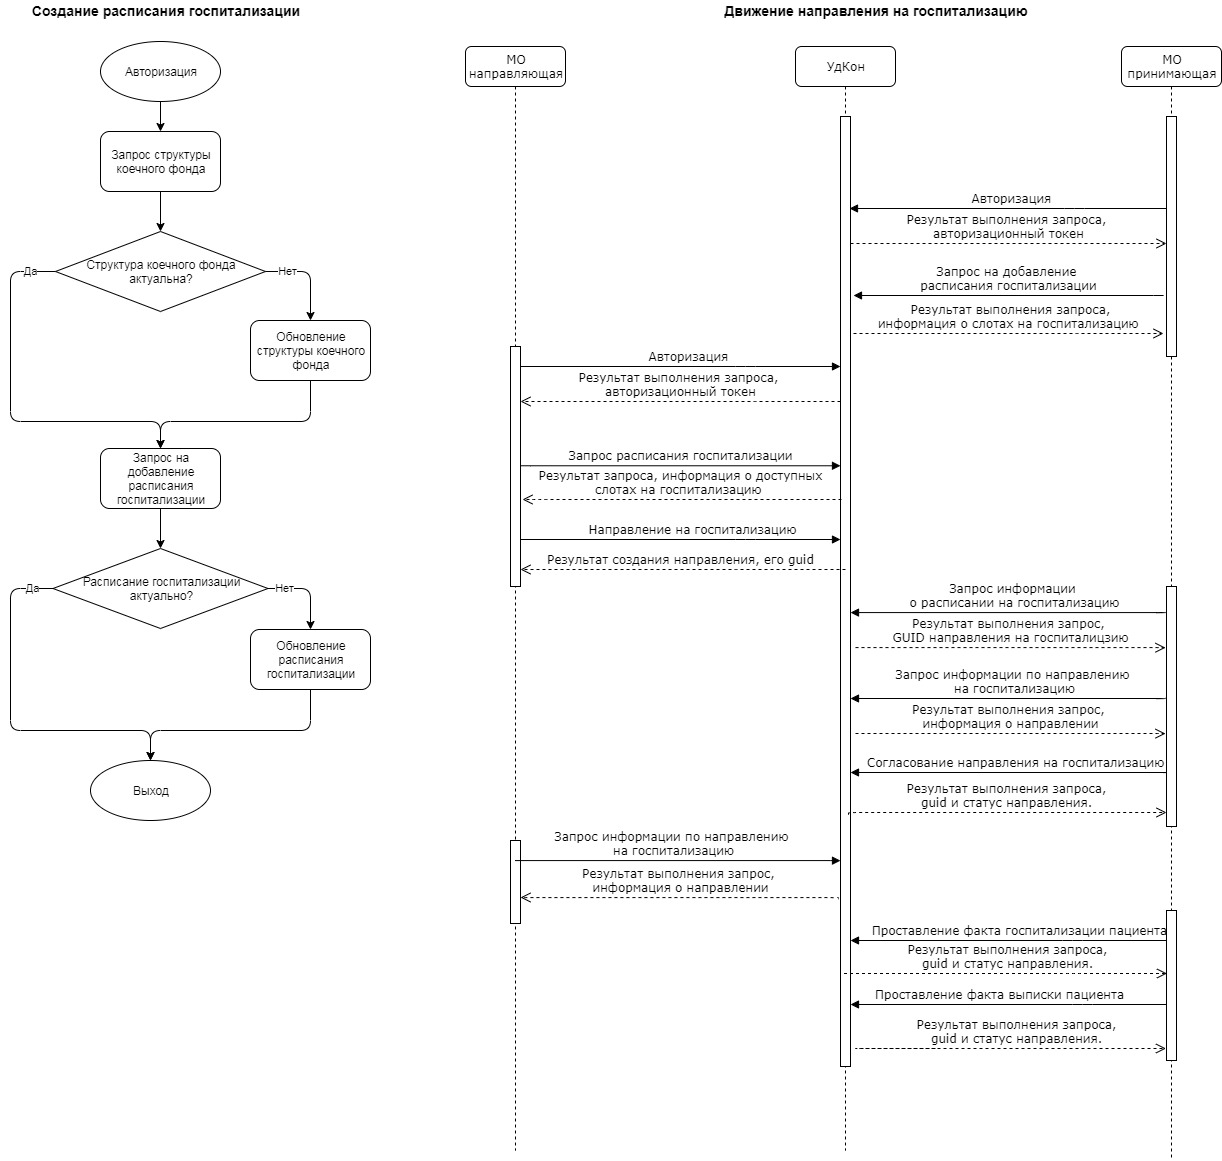 Создание расписания госпитализации
Авторизация
Запрос структуры
коечного фонда
Структура коечного фонда
актуальна?
Да
Нет
Обновление
структуры коечного
фонда
Запрос на
добавление
расписания
госпитализации
Расписание госпитализации
актуально?
Да
Нет
Обновление
расписания
госпитализации
Выход
Движение направления на госпитализацию
МО
направляющая
УдКон
МО
принимающая
Авторизация
Результат выполнения запроса,
авторизационный токен
Запрос на добавление
расписания госпитализации
Результат выполнения запроса,
информация о слотах на госпитализацию
Авторизация
Результат выполнения запроса,
авторизационный токен
Запрос расписания госпитализации
Результат запроса, информация о доступных
слотах на госпитализацию
Направление на госпитализацию
Результат создания направления, его guid
Запрос информации
о расписании на госпитализацию
Результат выполнения запрос,
GUID направления на госпиталицзию
Запрос информации по направлению
на госпитализацию
Результат выполнения запрос,
информация о направлении
Согласование направления на госпитализацию
Результат выполнения запроса,
guid и статус направления.
Запрос информации по направлению
на госпитализацию
Результат выполнения запрос,
информация о направлении
Проставление факта госпитализации пациента
Результат выполнения запроса,
guid и статус направления.
Проставление факта выписки пациента
Результат выполнения запроса,
guid и статус направления.